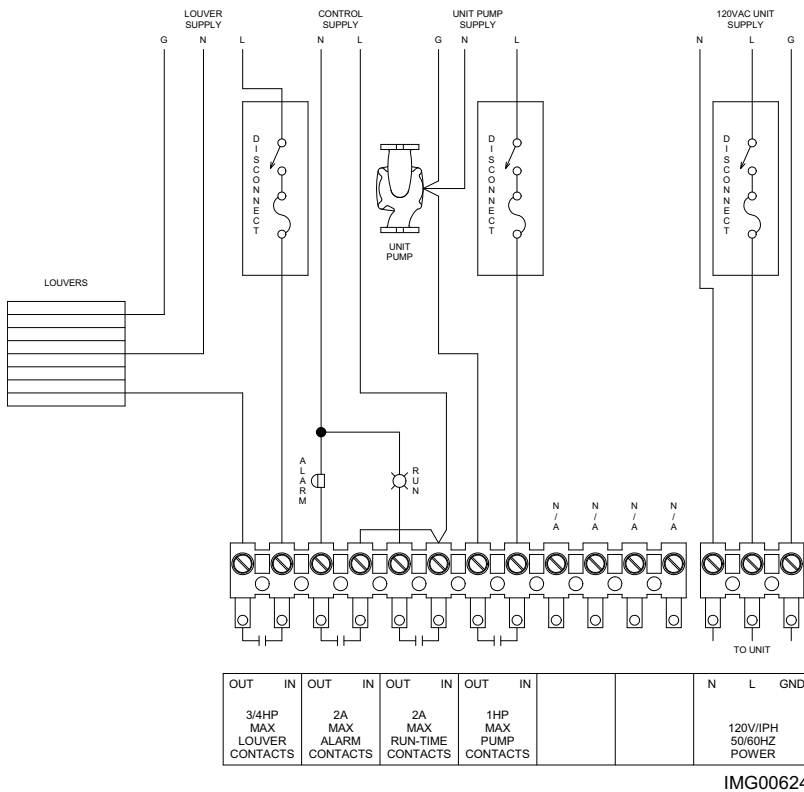 LOUVER
SUPPLY
CONTROL
SUPPLY
UNIT PUMP
SUPPLY
120VAC UNIT
SUPPLY
G N L N L G N L N L G
DISCONNECT
DISCONNECT
DISCONNECT
UNIT
PUMP
LOUVERS
ALARM
RUN
N/A
N/A
N/A
N/A
TO UNIT
OUT IN OUT IN OUT IN OUT IN N L GND
3/4HP
MAX
LOUVER
CONTACTS
2A
MAX
ALARM
CONTACTS
2A
MAX
RUN-TIME
CONTACTS
1HP
MAX
PUMP
CONTACTS
120V/IPH
50/60HZ
POWER
IMG00624